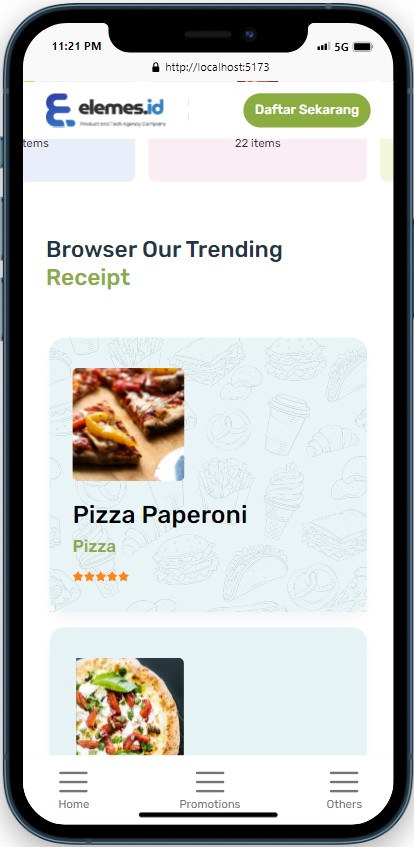 11:21 PM
5G
http://localhost:5173
elemes.id
Product and Tech Agency Company
Daftar Sekarang
tems
22 items
Browser Our Trending
Receipt
Pizza Paperoni
Pizza
Home
Promotions
Others